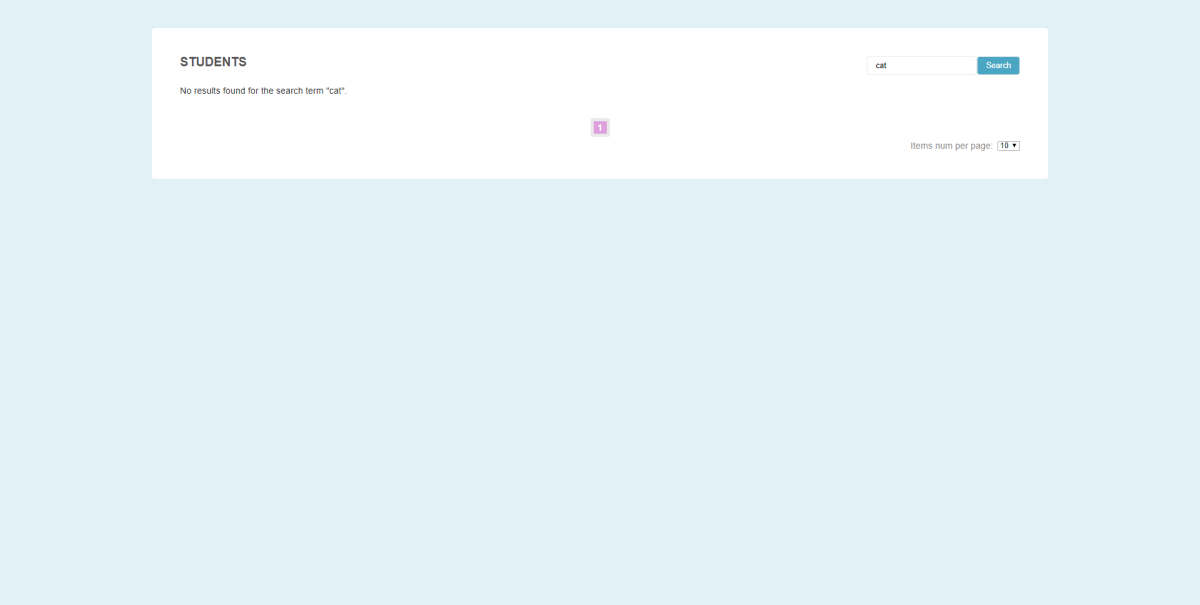 STUDENTS
cat
Search
No results found for the search term "cat".
1
Items num per page: 10